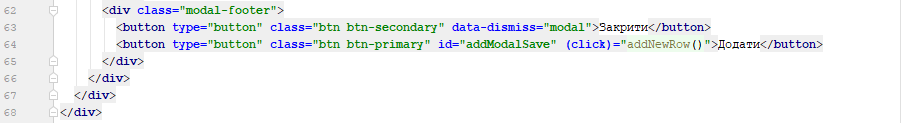 62 <div class="modal-footer">
63 <button type="button" class="btn btn-secondary" data-dismiss="modal">Закрити</button>
64 <button type="button" class="btn btn-primary" id="addModalSave" (click)="addNewRow()">Додати</button>
65 </div>
66 </div>
67 </div>
68 </div>